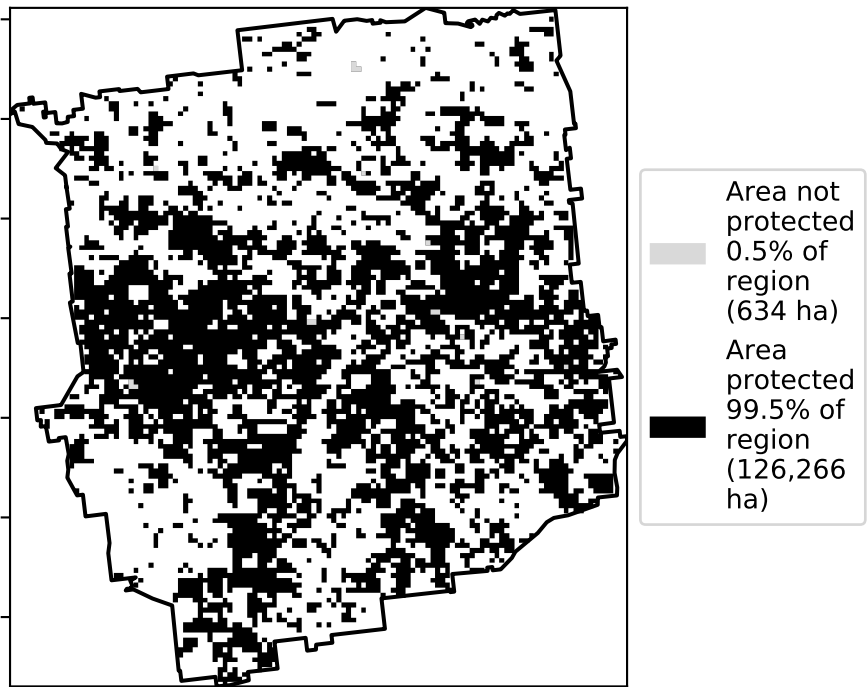 Area not
protected
0.5% of
region
(634 ha)
Area
protected
99.5% of
region
(126,266
ha)